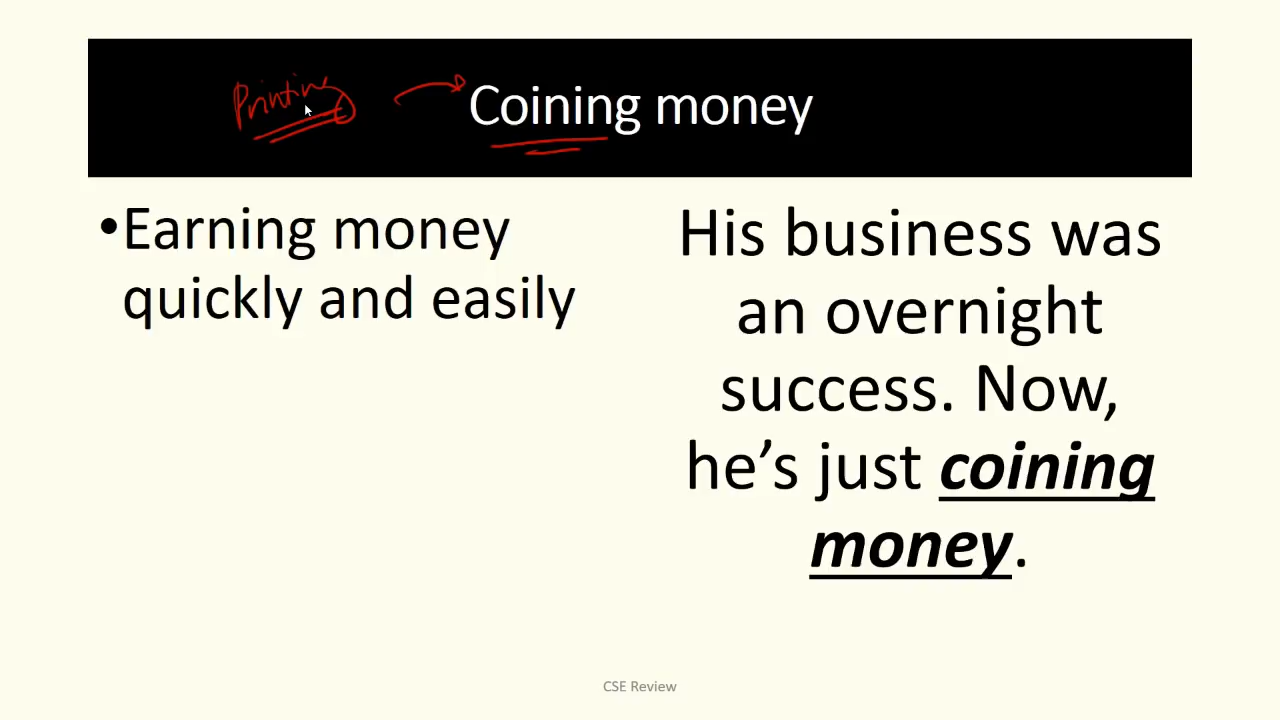 Printing
Coining money
•Earning money
quickly and easily
His business was
an overnight
success. Now,
he's just coining
money.
CSE Review